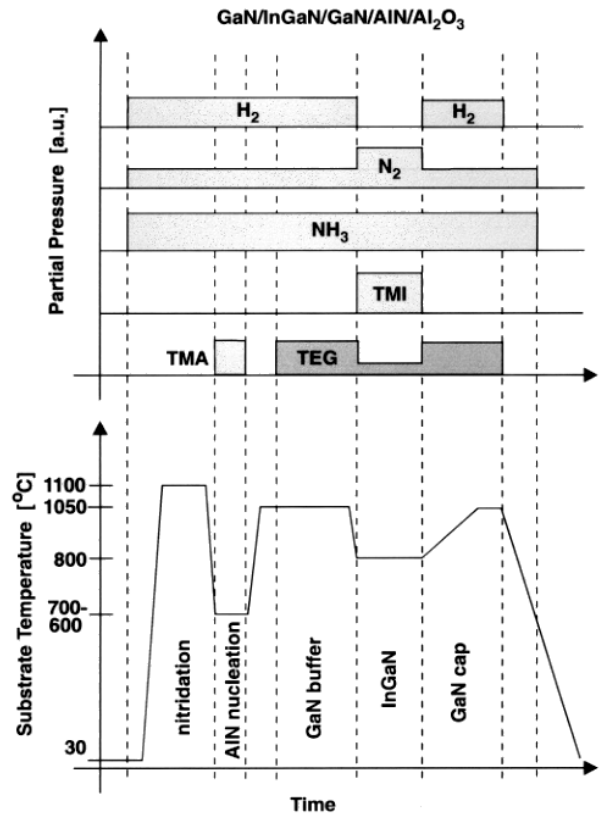 GaN/InGaN/GaN/AlN/Al₂O₃
Partial Pressure [a.u.]
H₂
H₂
N₂
NH₃
TMI
TMA
TEG
Substrate Temperature [°C]
1100
1050
800
700-
600
30
nitridation
AlN nucleation
GaN buffer
InGaN
GaN cap
Time